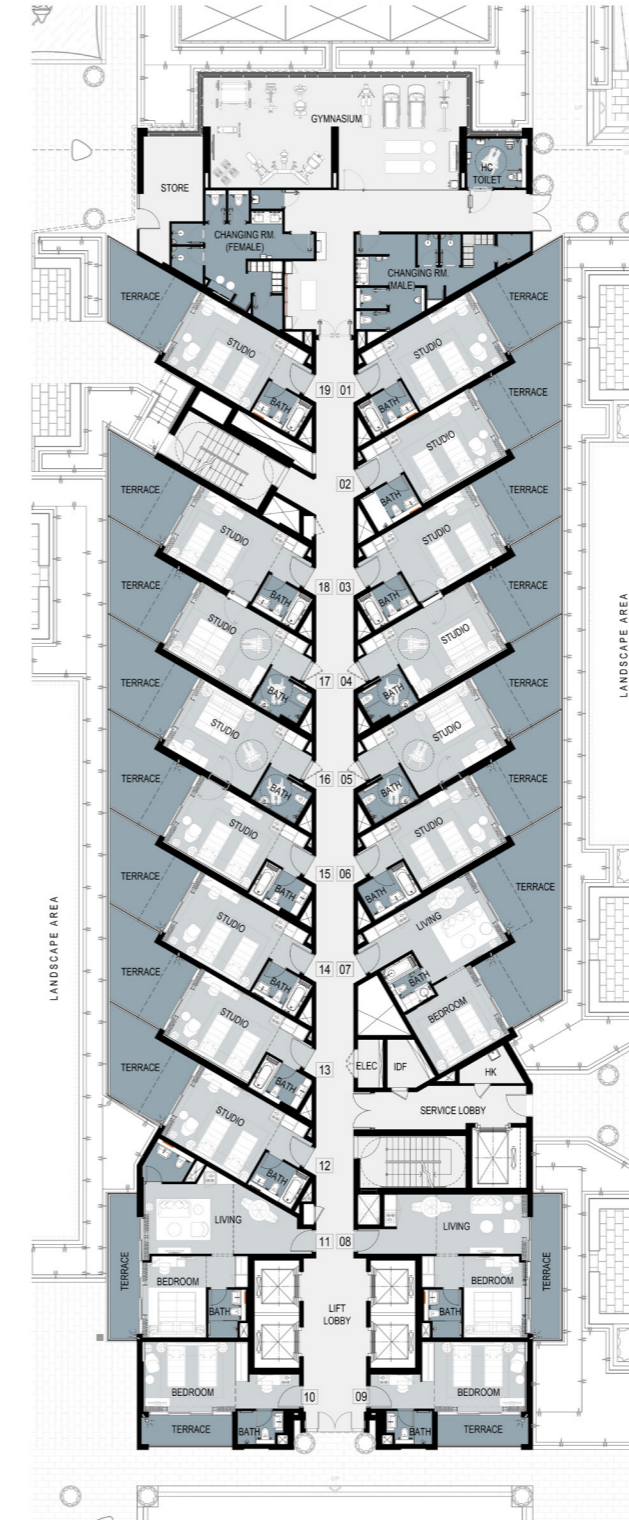 GYMNASIUM
HC
TOILET
STORE
CHANGING RM.
(FEMALE)
CHANGING RM.
(MALE)
TERRACE
TERRACE
STUDIO
STUDIO
BATH
19
01
BATH
TERRACE
STUDIO
02
BATH
TERRACE
TERRACE
STUDIO
STUDIO
BATH
18
03
BATH
TERRACE
TERRACE
STUDIO
STUDIO
BATH
17
04
BATH
TERRACE
TERRACE
STUDIO
STUDIO
BATH
16
05
BATH
TERRACE
TERRACE
STUDIO
STUDIO
BATH
15
06
BATH
TERRACE
TERRACE
STUDIO
LIVING
BATH
14
07
BATH
TERRACE
STUDIO
BEDROOM
BATH
13
ELEC
IDF
HK
TERRACE
STUDIO
SERVICE LOBBY
BATH
12
LIVING
LIVING
11
08
TERRACE
BEDROOM
BATH
LIFT
LOBBY
BATH
BEDROOM
TERRACE
BEDROOM
10
09
BEDROOM
TERRACE
BATH
BATH
TERRACE
LANDSCAPE AREA
LANDSCAPE AREA